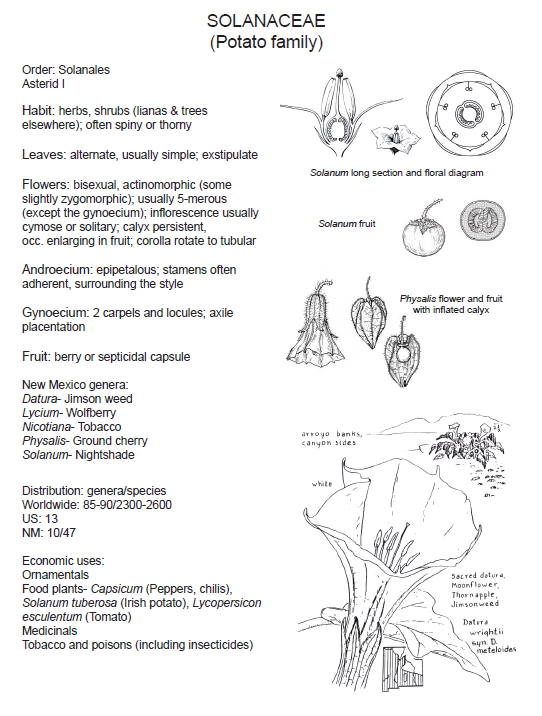 SOLANACEAE
(Potato family)
Order: Solanales
Asterid I
Habit: herbs, shrubs (lianas & trees
elsewhere); often spiny or thorny
Leaves: alternate, usually simple; exstipulate
Flowers: bisexual, actinomorphic (some
slightly zygomorphic); usually 5-merous
(except the gynoecium); inflorescence usually
cymose or solitary; calyx persistent,
occ. enlarging in fruit; corolla rotate to tubular
Androecium: epipetalous; stamens often
adherent, surrounding the style
Gynoecium: 2 carpels and locules; axile
placentation
Fruit: berry or septicidal capsule
New Mexico genera:
Datura- Jimson weed
Lycium- Wolfberry
Nicotiana- Tobacco
Physalis- Ground cherry
Solanum- Nightshade
Distribution: genera/species
Worldwide: 85-90/2300-2600
US: 13
NM: 10/47
Economic uses:
Ornamentals
Food plants- Capsicum (Peppers, chilis),
Solanum tuberosa (Irish potato), Lycopersicon
esculentum (Tomato)
Medicinals
Tobacco and poisons (including insecticides)
Solanum long section and floral diagram
Solanum fruit
Physalis flower and fruit
with inflated calyx
arroyo banks,
canyon sides
white
Sacred datura,
Moonflower,
Thornapple,
Jimsonweed
Datura
wrightii
syn. D.
meteloides